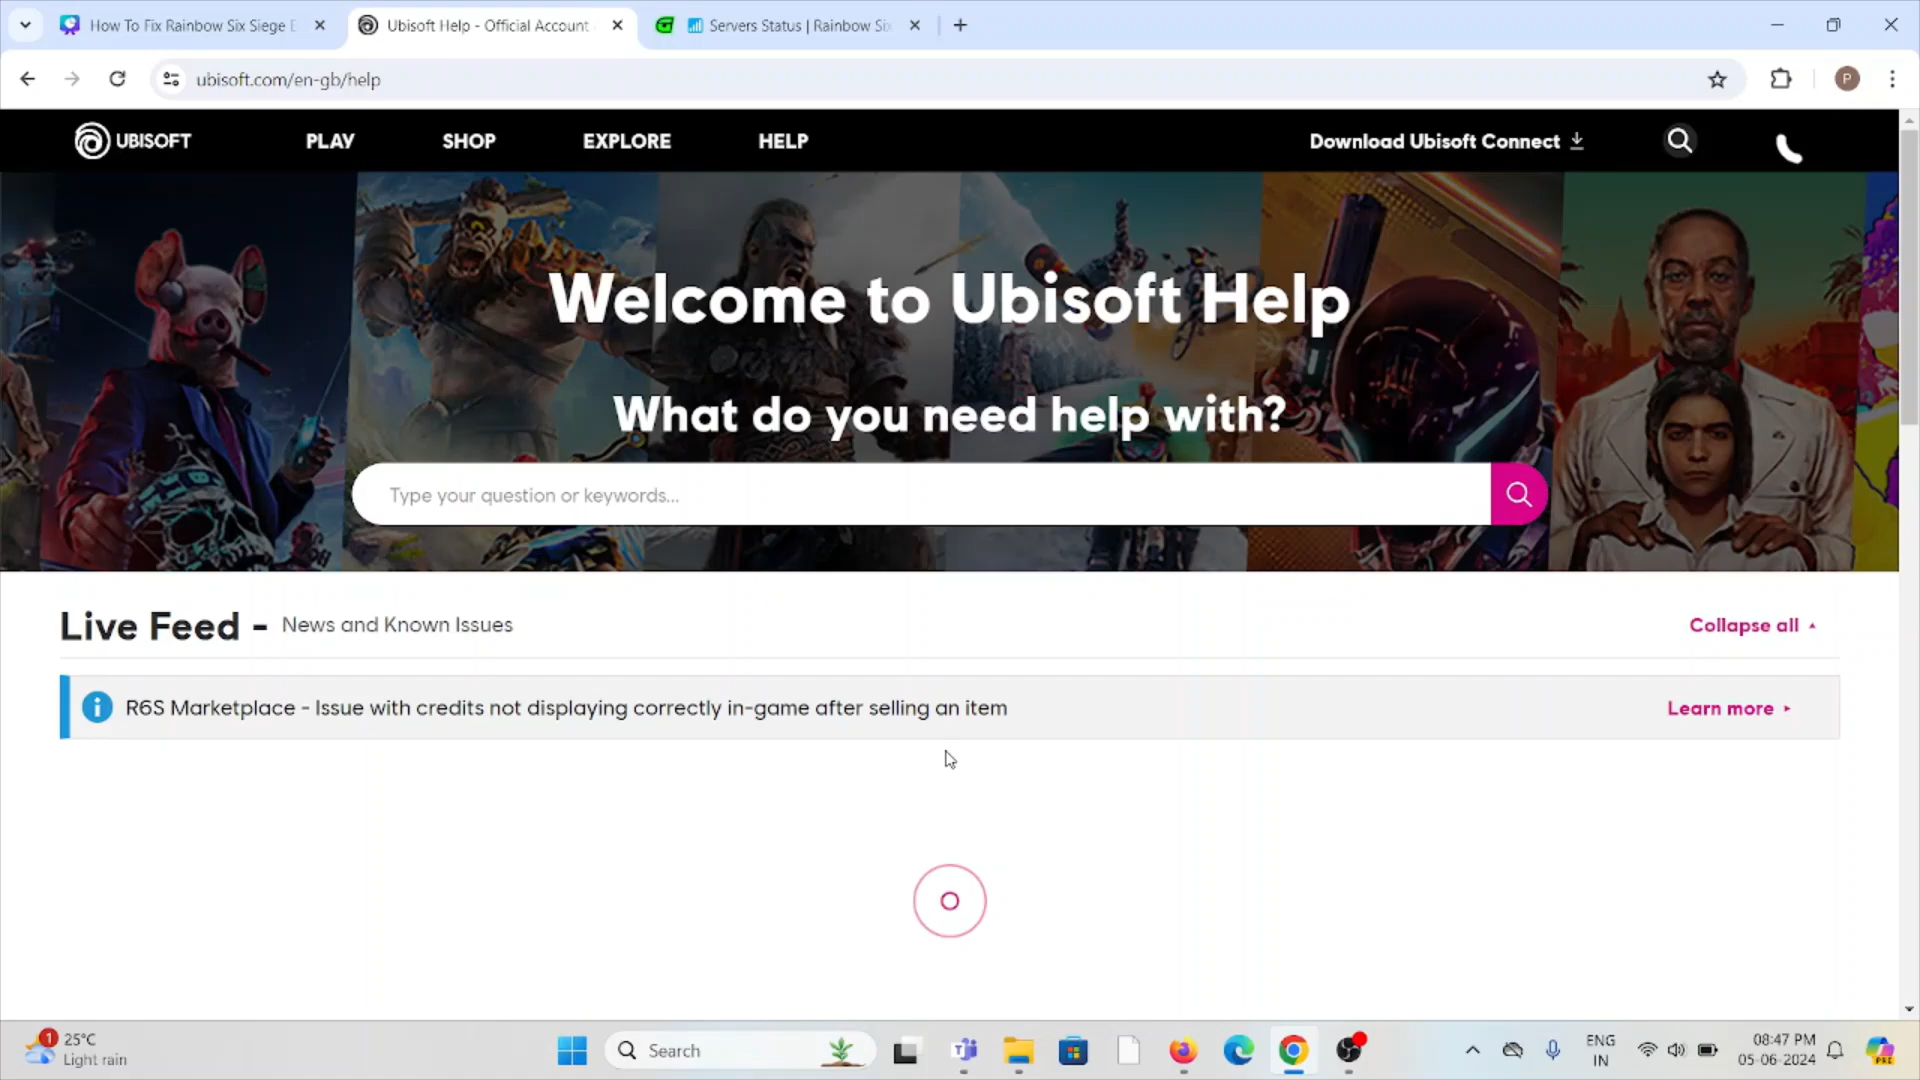 How To Fix Rainbow Six Siege E
Ubisoft Help - Official Account
Servers Status | Rainbow Six
ubisoft.com/en-gb/help
P
UBISOFT
PLAY
SHOP
EXPLORE
HELP
Download Ubisoft Connect
Welcome to Ubisoft Help
What do you need help with?
Type your question or keywords...
Live Feed - News and Known Issues
Collapse all
R6S Marketplace - Issue with credits not displaying correctly in-game after selling an item
Learn more
1
25°C
Light rain
Search
ENG
IN
08:47 PM
05-06-2024
PRE